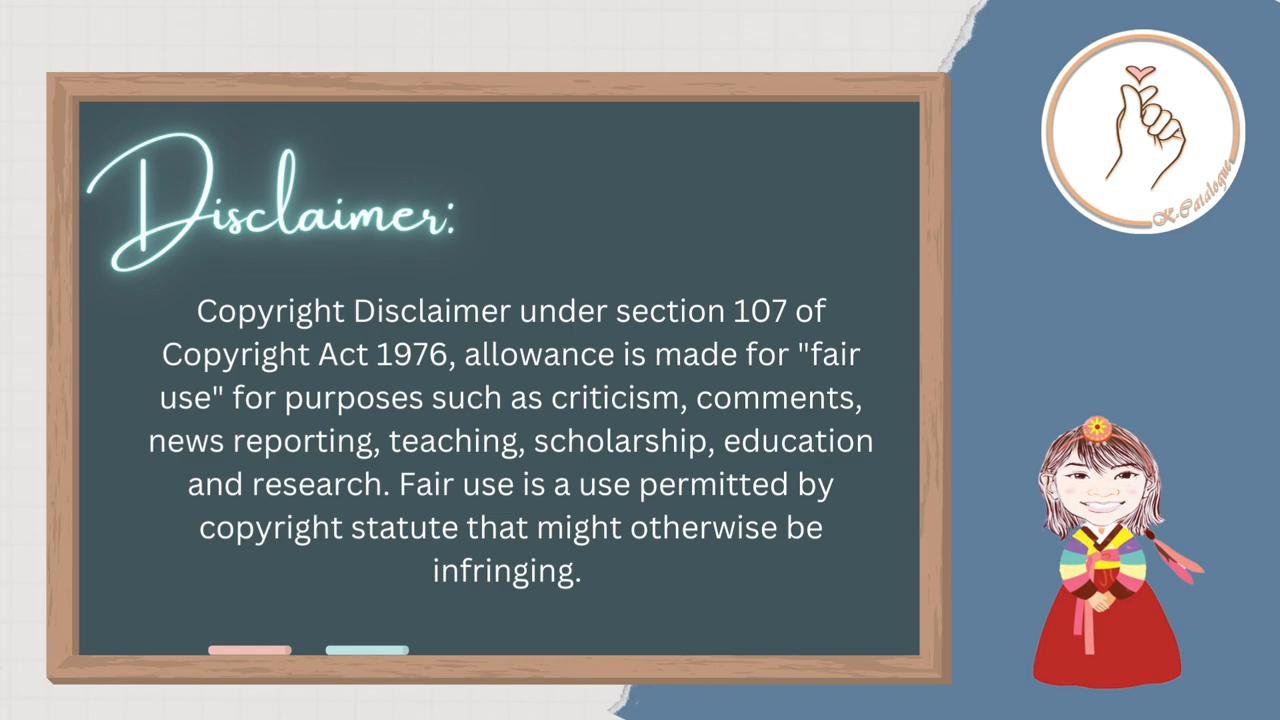 Disclaimer:
Copyright Disclaimer under section 107 of
Copyright Act 1976, allowance is made for "fair
use" for purposes such as criticism, comments,
news reporting, teaching, scholarship, education
and research. Fair use is a use permitted by
copyright statute that might otherwise be
infringing.
K-Catalogue